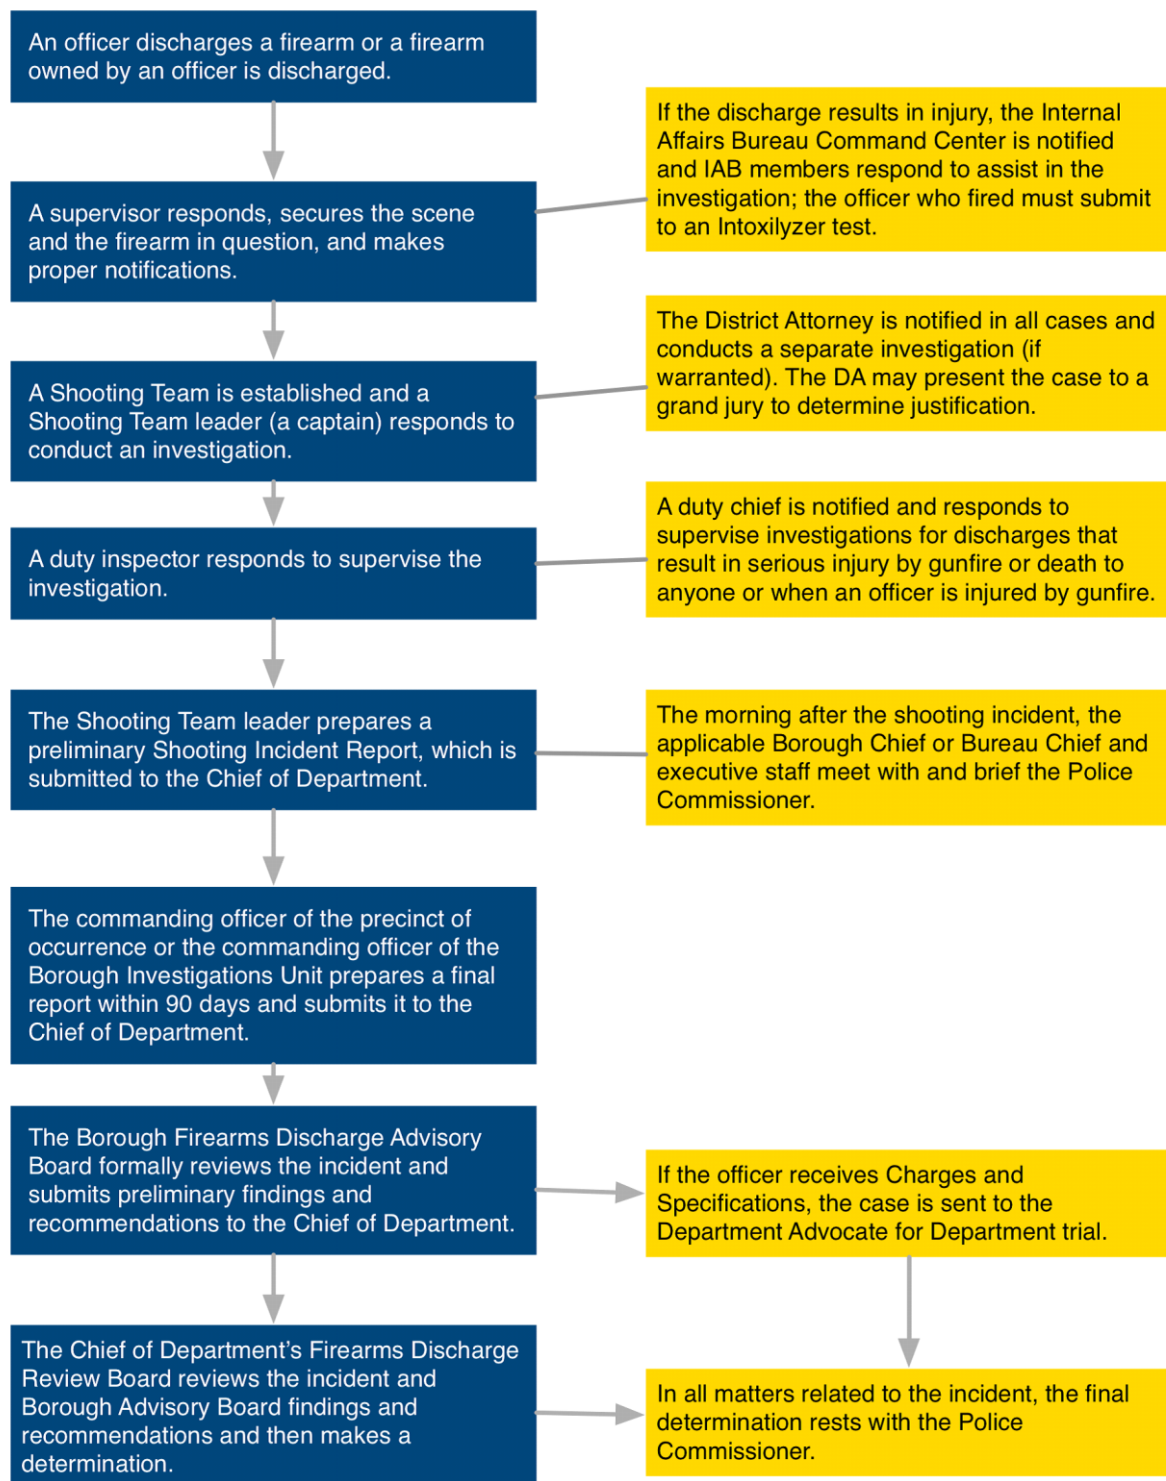 An officer discharges a firearm or a firearm
owned by an officer is discharged.
If the discharge results in injury, the Internal
Affairs Bureau Command Center is notified
and IAB members respond to assist in the
investigation; the officer who fired must submit
to an Intoxilyzer test.
A supervisor responds, secures the scene
and the firearm in question, and makes
proper notifications.
The District Attorney is notified in all cases and
conducts a separate investigation (if
warranted). The DA may present the case to a
grand jury to determine justification.
A Shooting Team is established and a
Shooting Team leader (a captain) responds to
conduct an investigation.
A duty chief is notified and responds to
supervise investigations for discharges that
result in serious injury by gunfire or death to
anyone or when an officer is injured by gunfire.
A duty inspector responds to supervise the
investigation.
The Shooting Team leader prepares a
preliminary Shooting Incident Report, which is
submitted to the Chief of Department.
The morning after the shooting incident, the
applicable Borough Chief or Bureau Chief and
executive staff meet with and brief the Police
Commissioner.
The commanding officer of the precinct of
occurrence or the commanding officer of the
Borough Investigations Unit prepares a final
report within 90 days and submits it to the
Chief of Department.
The Borough Firearms Discharge Advisory
Board formally reviews the incident and
submits preliminary findings and
recommendations to the Chief of Department.
If the officer receives Charges and
Specifications, the case is sent to the
Department Advocate for Department trial.
The Chief of Department's Firearms Discharge
Review Board reviews the incident and
Borough Advisory Board findings and
recommendations and then makes a
determination.
In all matters related to the incident, the final
determination rests with the Police
Commissioner.